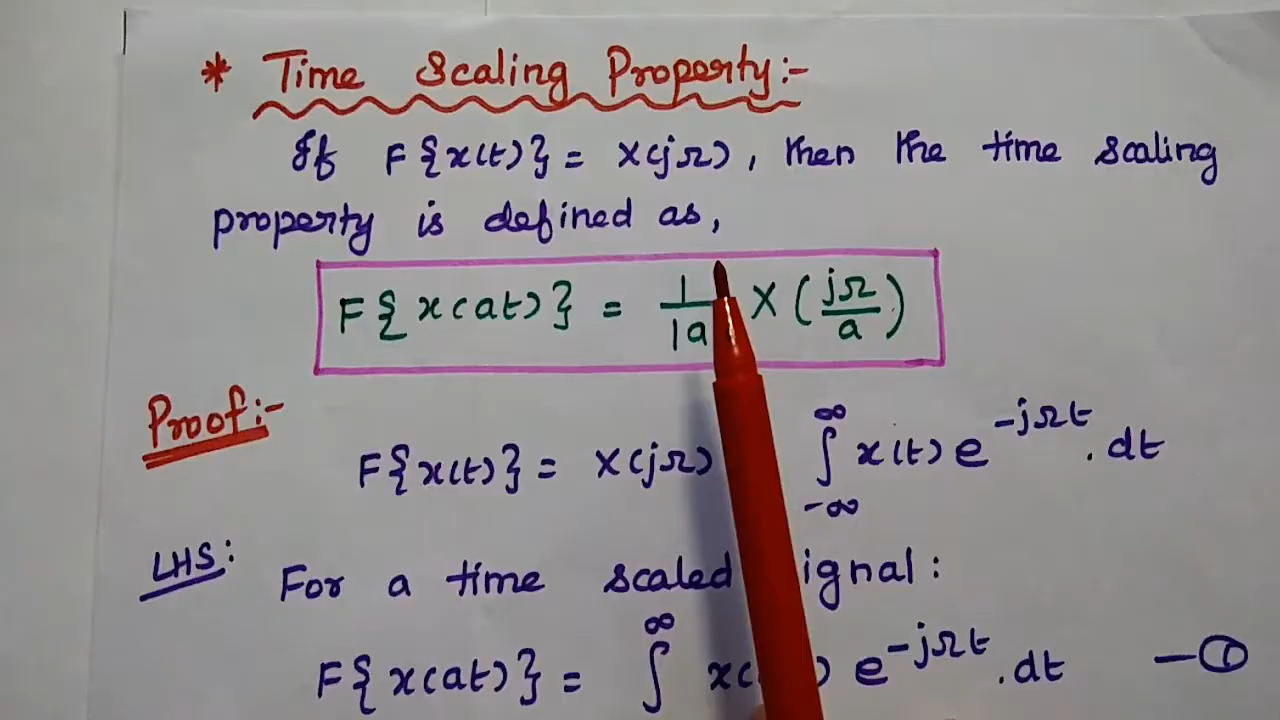 * Time Scaling Property:-
If F{x(t)} = X(jΩ), then the time scaling
property is defined as,
F{x(at)} = 1/|a X(jΩ/a)
Proof:-
F{x(t)} = X(jΩ) ∫_{-∞}^{∞} x(t) e^{-jΩt}.dt
LHS: For a time scaled ignal:
F{x(at)} = ∫^{∞} x( ) e^{-jΩt}.dt —①